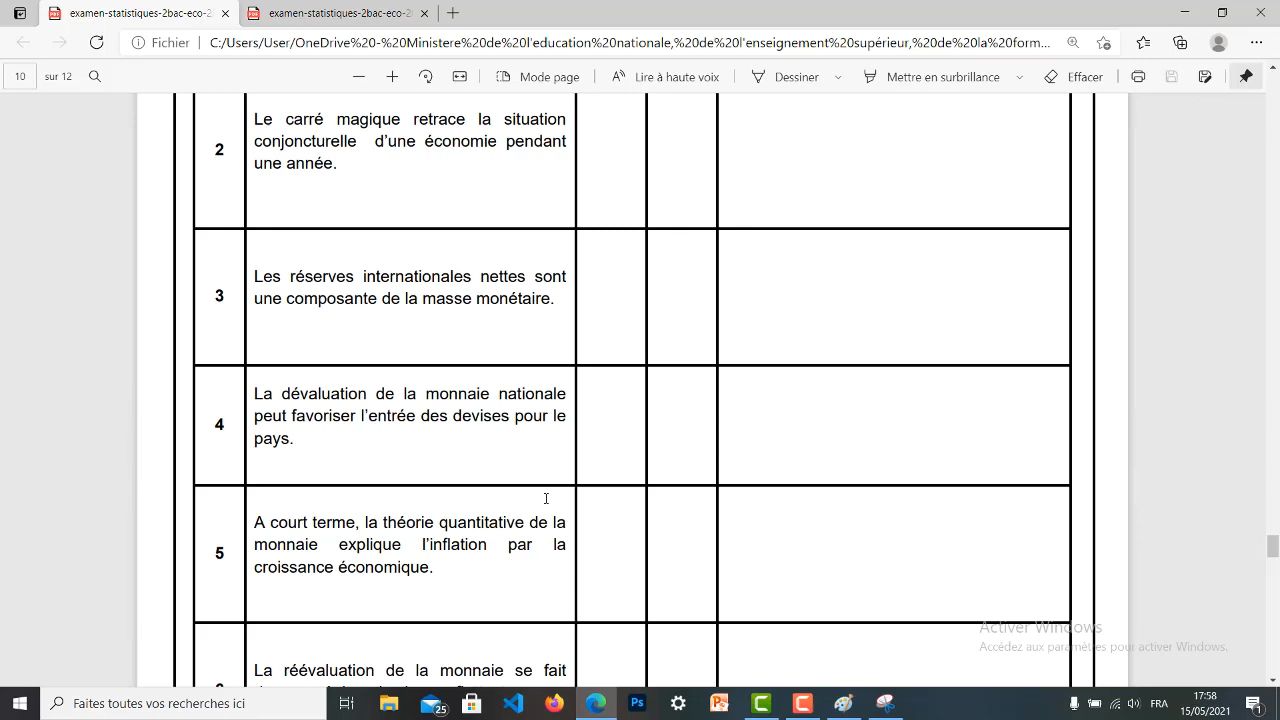 examen-statistiques-2bac-eco-2
examen-statistiques-2bac-eco-2
Fichier C:/Users/User/OneDrive%20-%20Ministere%20de%20l'education%20nationale,%20de%20l'enseignement%20supérieur,%20de%20la%20form...
10 sur 12 Mode page Lire à haute voix Dessiner Mettre en surbrillance Effacer
Le carré magique retrace la situation
conjoncturelle d'une économie pendant
2
une année.
Les réserves internationales nettes sont
3
une composante de la masse monétaire.
La dévaluation de la monnaie nationale
peut favoriser l'entrée des devises pour le
4
pays.
A court terme, la théorie quantitative de la
monnaie explique l'inflation par la
5
croissance économique.
La réévaluation de la monnaie se fait
Activer Windows
Accédez aux paramètres pour activer Windows.
Faites toutes vos recherches ici
25
Ps
FRA
17:58
15/05/2021
1